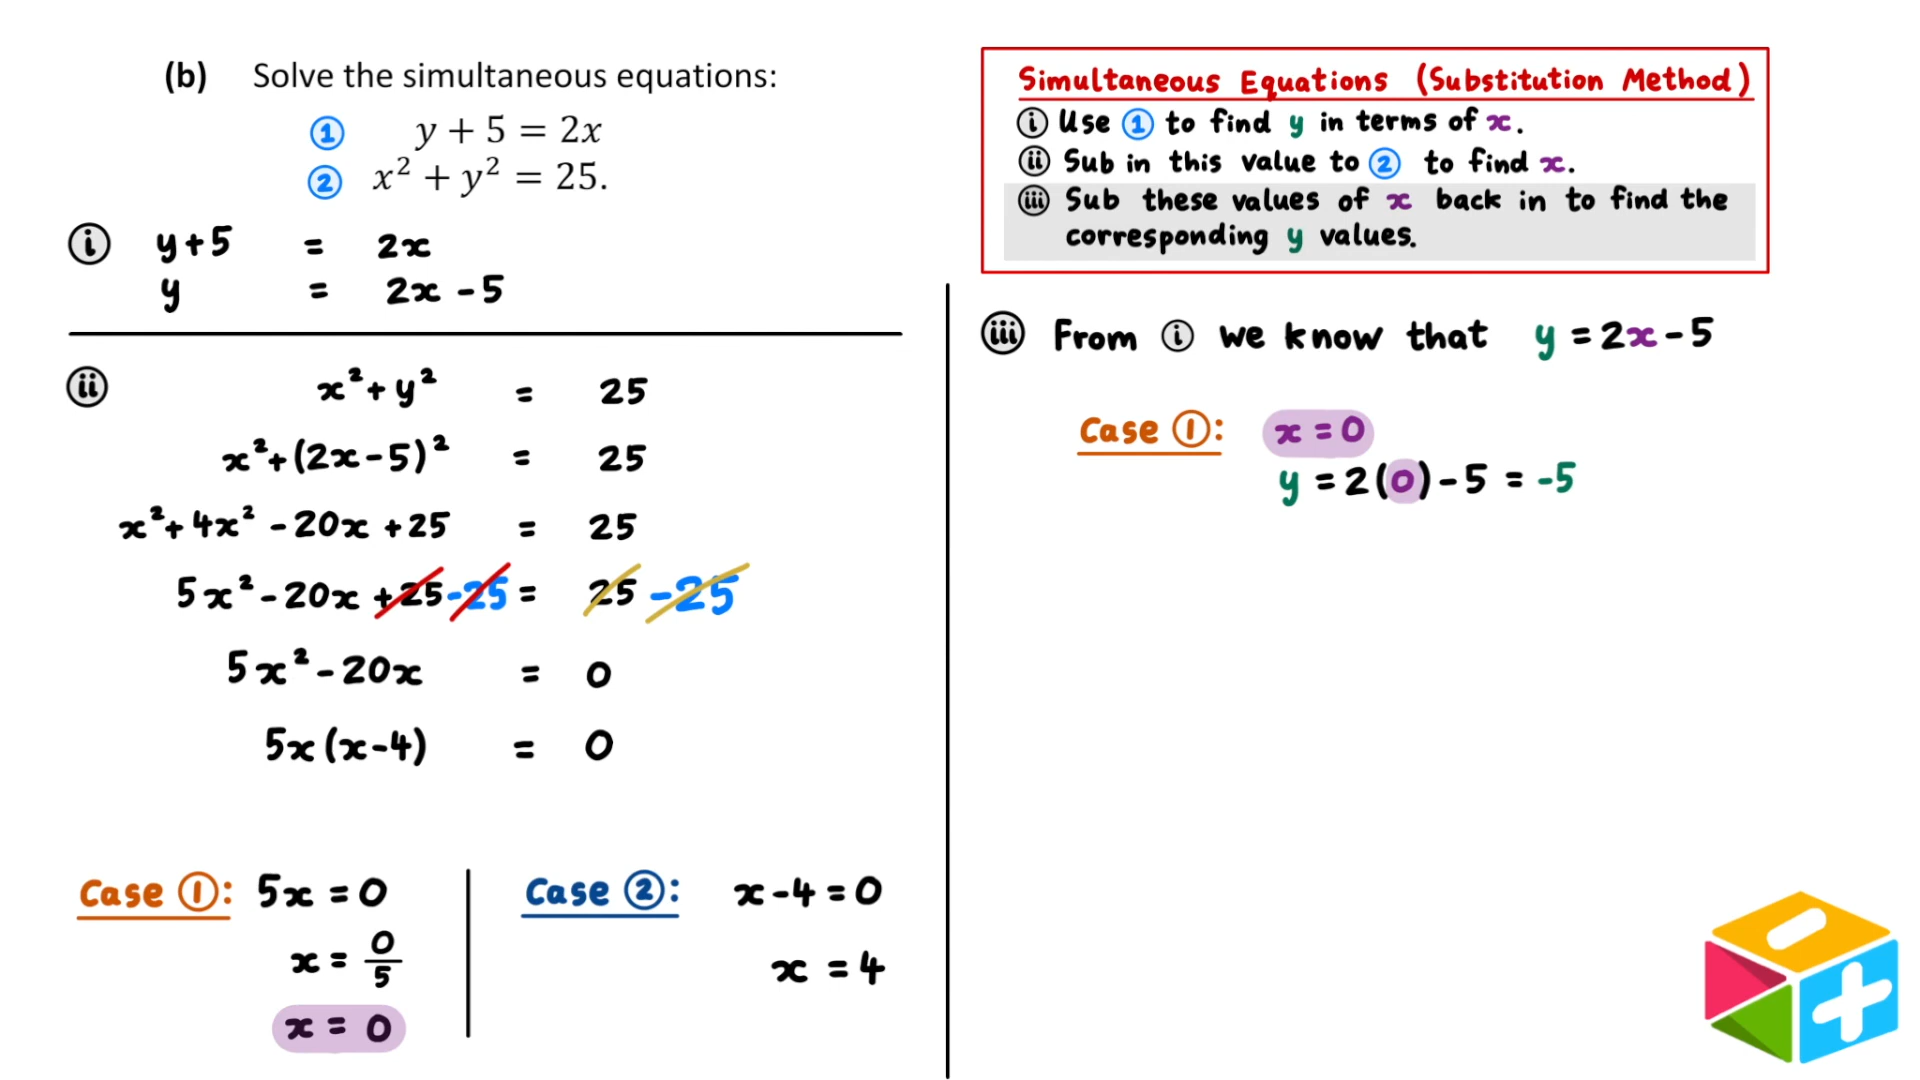 (b) Solve the simultaneous equations:
① y + 5 = 2x
② x² + y² = 25.
ⓘ y+5 = 2x
y = 2x - 5
ⅱ x² + y² = 25
x² + (2x - 5)² = 25
x² + 4x² - 20x + 25 = 25
5x² - 20x + 25 - 25 = 25 - 25
5x² - 20x = 0
5x (x - 4) = 0
Case ①: 5x = 0
x = 0/5
x = 0
Case ②: x - 4 = 0
x = 4
Simultaneous Equations (Substitution Method)
ⓘ Use ① to find y in terms of x.
ⅱ Sub in this value to ② to find x.
ⅲ Sub these values of x back in to find the
corresponding y values.
ⅲ From ⓘ we know that y = 2x - 5
Case ①: x = 0
y = 2(0) - 5 = -5